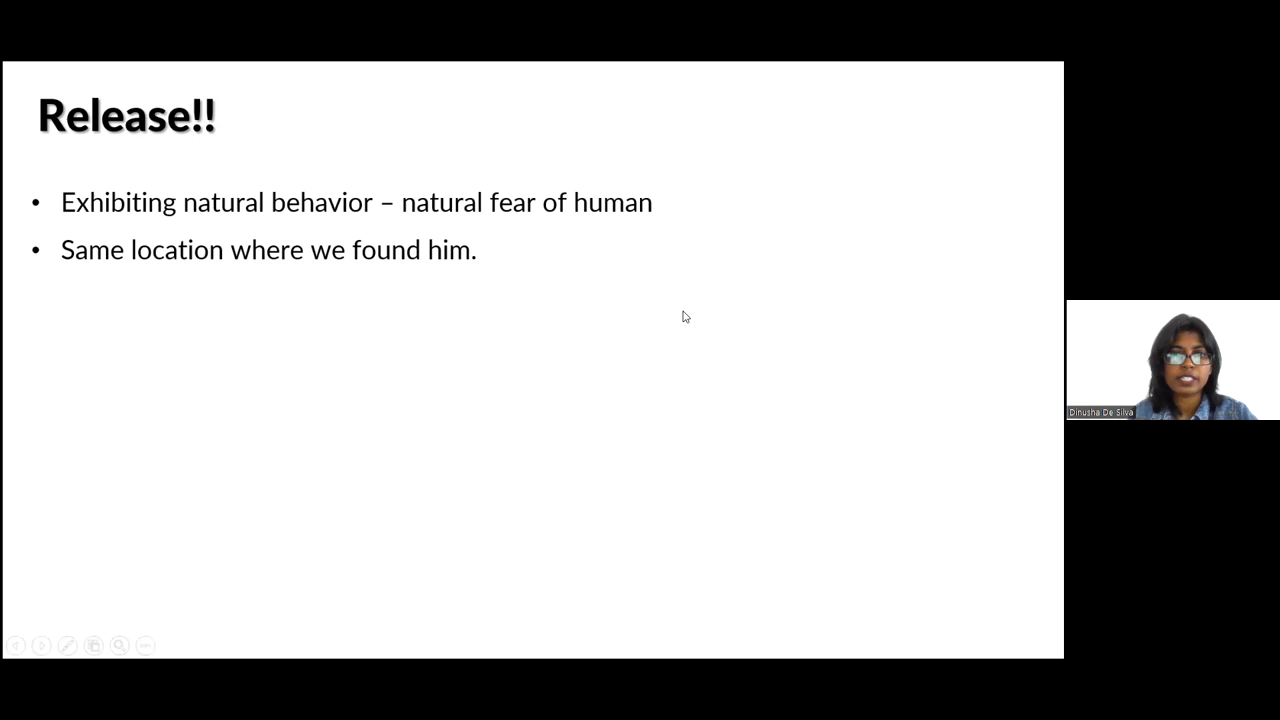 Release!!
• Exhibiting natural behavior – natural fear of human
• Same location where we found him.
Dinusha De Silva